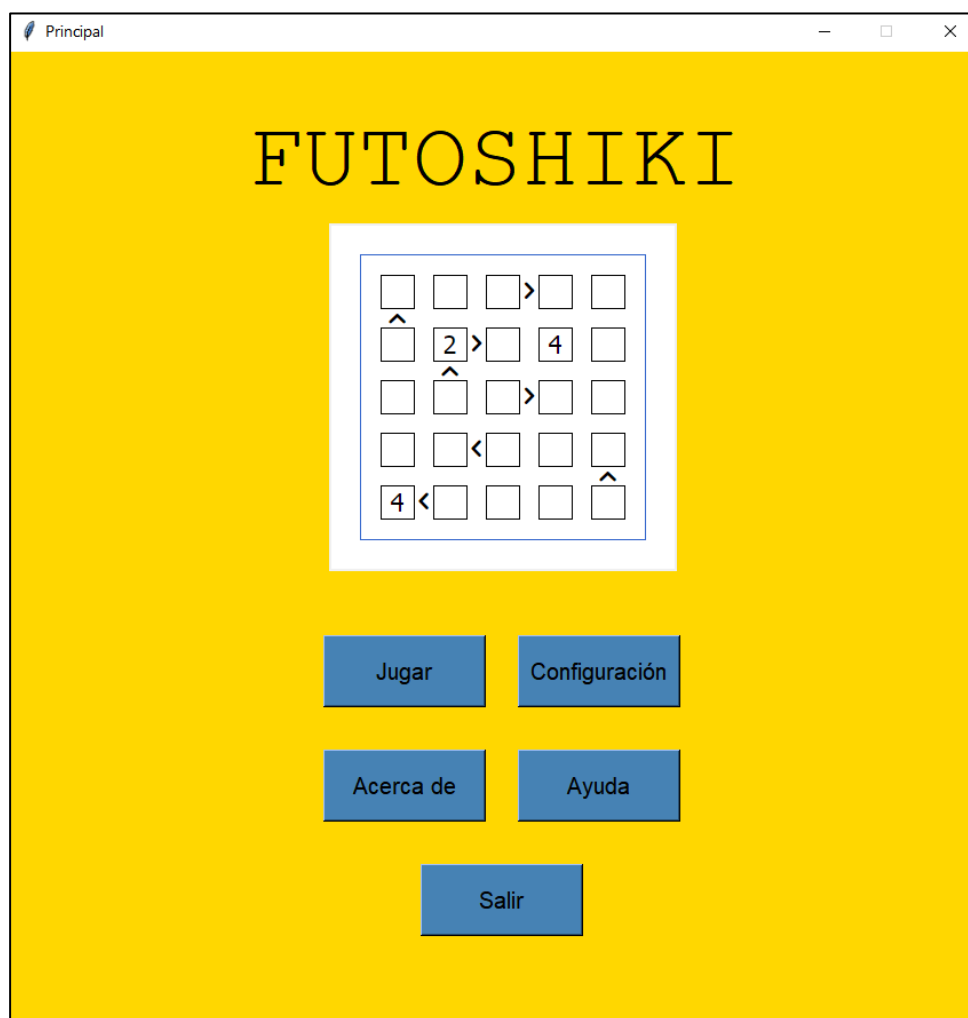 Principal
FUTOSHIKI
>
^
2 > 4
^
>
<
^
4 <
Jugar Configuración
Acerca de Ayuda
Salir